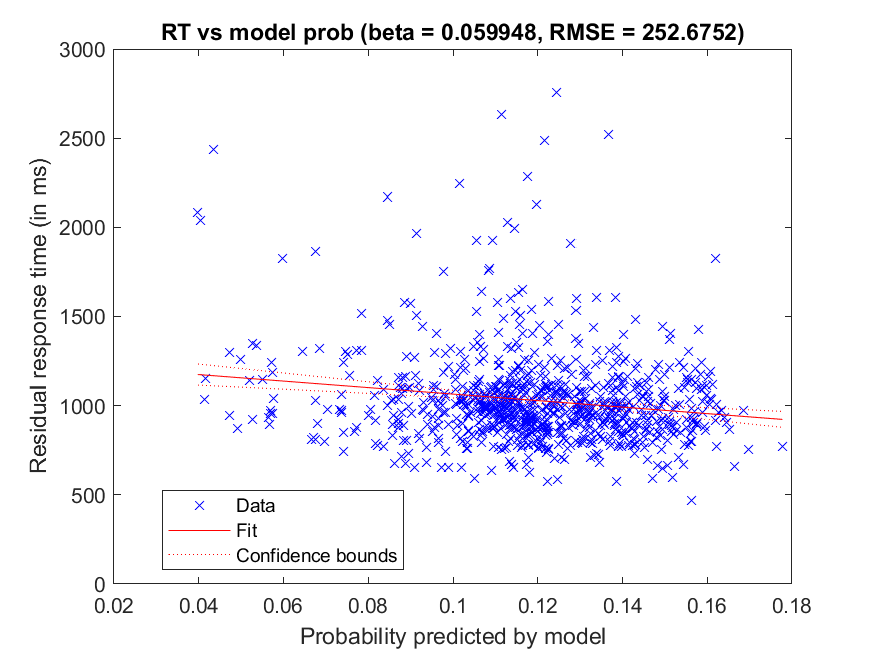 RT vs model prob (beta = 0.059948, RMSE = 252.6752)
3000
2500
2000
1500
1000
500
0
Residual response time (in ms)
Data
Fit
Confidence bounds
0.02 0.04 0.06 0.08 0.1 0.12 0.14 0.16 0.18
Probability predicted by model